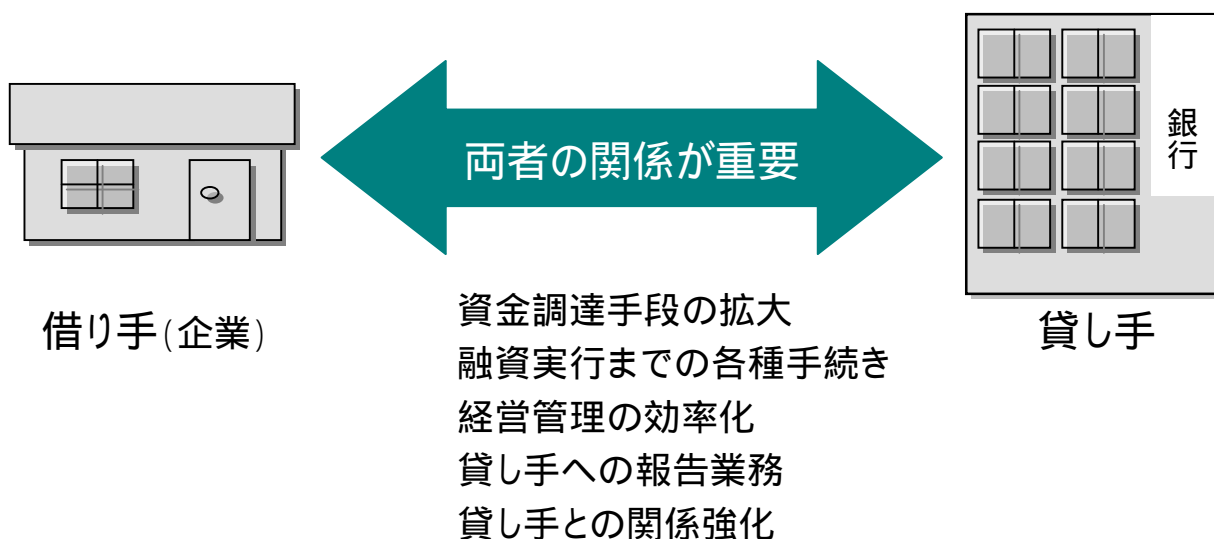 両者の関係が重要
銀行
借り手(企業)
貸し手
資金調達手段の拡大
融資実行までの各種手続き
経営管理の効率化
貸し手への報告業務
貸し手との関係強化